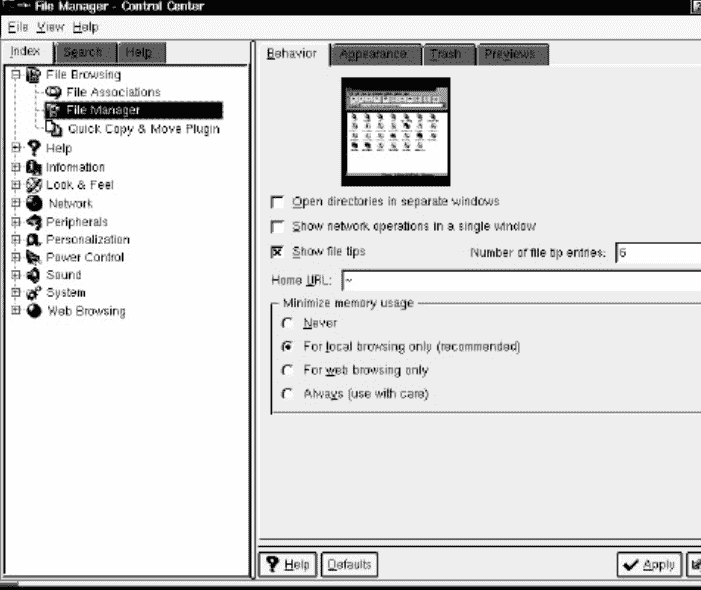 File Manager - Control Center
File View Help
Index Search Help
File Browsing
File Associations
File Manager
Quick Copy & Move Plugin
Help
Information
Look & Feel
Network
Peripherals
Personalization
Power Control
Sound
System
Web Browsing
Behavior Appearance Trash Previews
Open directories in separate windows
Show network operations in a single window
Show file tips Number of file tip entries: 6
Home URL: ~
Minimize memory usage
Never
For local browsing only (recommended)
For web browsing only
Always (use with care)
Help Defaults Apply